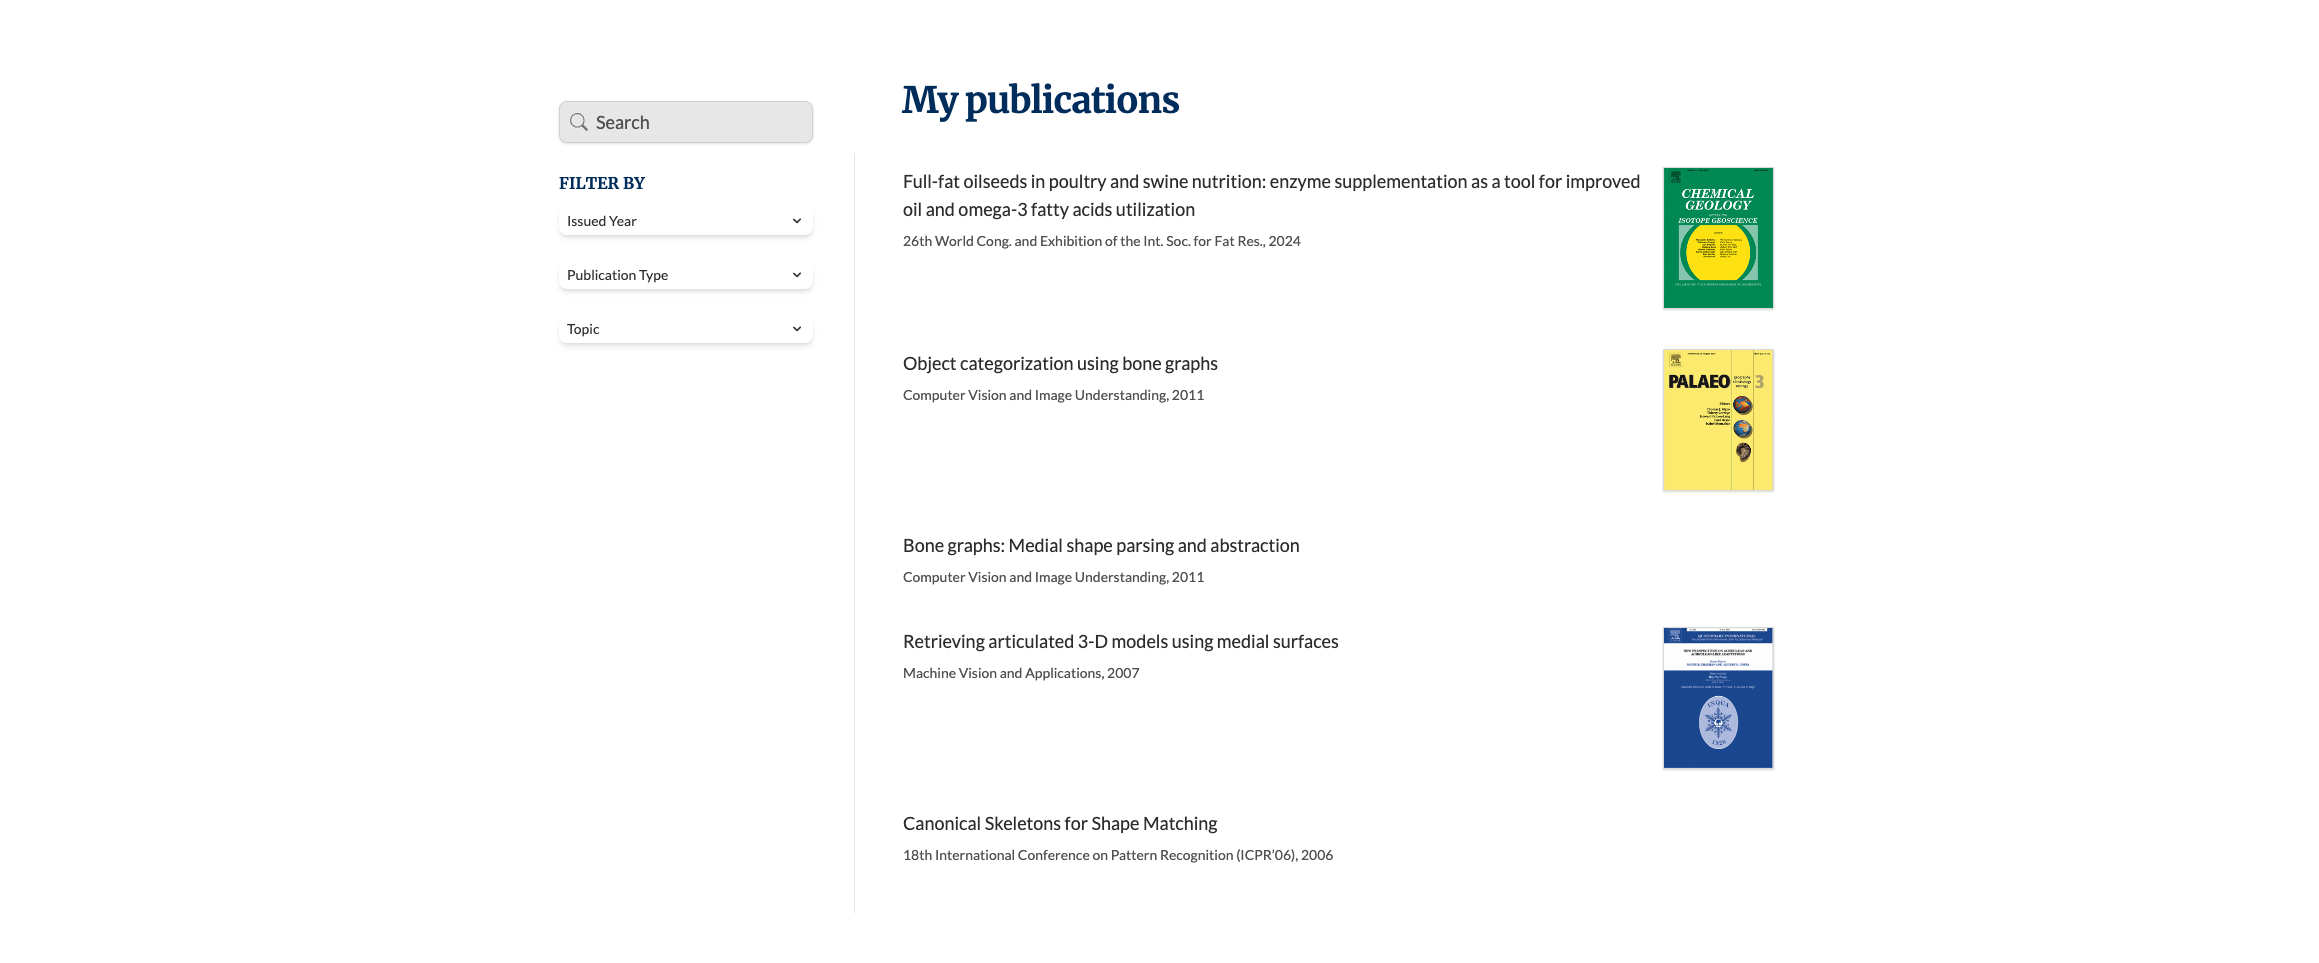 My publications
Search
FILTER BY
Issued Year
Publication Type
Topic
Full-fat oilseeds in poultry and swine nutrition: enzyme supplementation as a tool for improved
oil and omega-3 fatty acids utilization
26th World Cong. and Exhibition of the Int. Soc. for Fat Res., 2024
CHEMICAL
GEOLOGY
ISOTOPE GEOSCIENCE
Object categorization using bone graphs
Computer Vision and Image Understanding, 2011
PALAEO 3
Bone graphs: Medial shape parsing and abstraction
Computer Vision and Image Understanding, 2011
Retrieving articulated 3-D models using medial surfaces
Machine Vision and Applications, 2007
QUATERNARY INTERNATIONAL
INQUA
1928
Canonical Skeletons for Shape Matching
18th International Conference on Pattern Recognition (ICPR’06), 2006